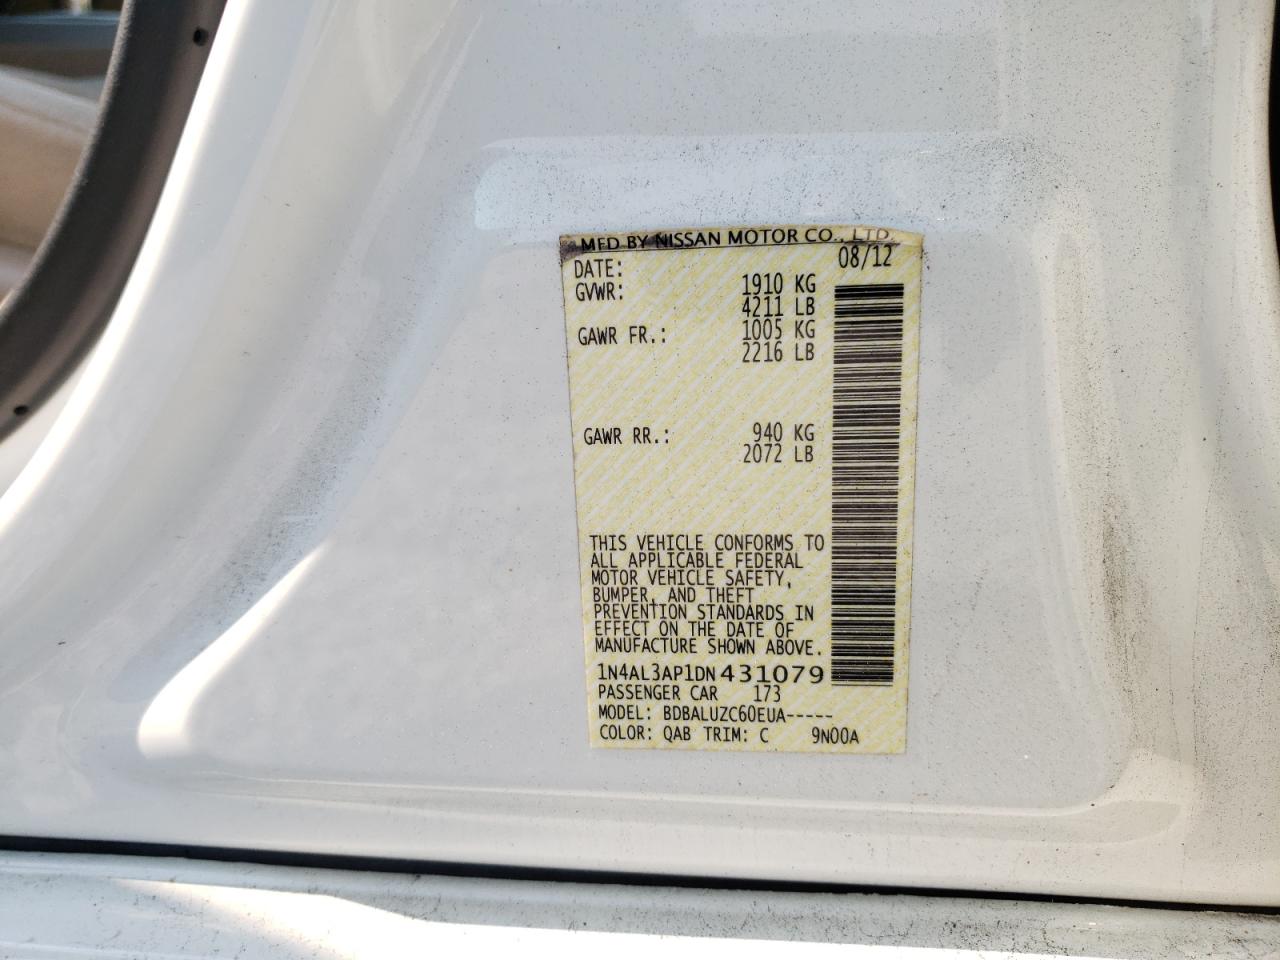 MFD BY NISSAN MOTOR CO., LTD.
DATE: 08/12
GVWR: 1910 KG
4211 LB
GAWR FR.: 1005 KG
2216 LB
GAWR RR.: 940 KG
2072 LB
THIS VEHICLE CONFORMS TO
ALL APPLICABLE FEDERAL
MOTOR VEHICLE SAFETY,
BUMPER, AND THEFT
PREVENTION STANDARDS IN
EFFECT ON THE DATE OF
MANUFACTURE SHOWN ABOVE.
1N4AL3AP1DN431079
PASSENGER CAR 173
MODEL: BDBALUZC60EUA-----
COLOR: QAB TRIM: C 9N00A